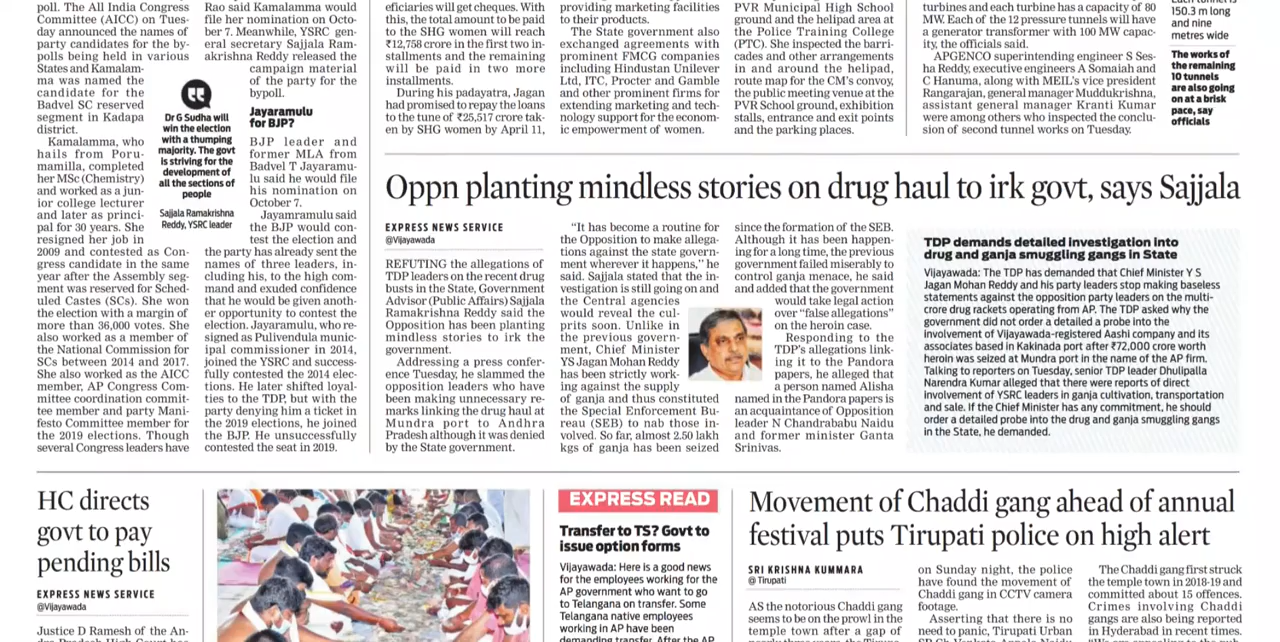 poll. The All India Congress
Committee (AICC) on Tues-
day announced the names of
party candidates for the by-
polls being held in various
States and Kamalam-
ma was named the
candidate for the
Badvel SC reserved
segment in Kadapa
district.
Kamalamma, who
hails from Poru-
mamilla, completed
her MSc (Chemistry)
and worked as a jun-
ior college lecturer
and later as princi-
pal for 30 years. She
resigned her job in
2009 and contested as Con-
gress candidate in the same
year after the Assembly seg-
ment was reserved for Sched-
uled Castes (SCs). She won
the election with a margin of
more than 36,000 votes. She
also worked as a member of
the National Commission for
SCs between 2014 and 2017.
She also worked as the AICC
member, AP Congress Com-
mittee coordination commit-
tee member and party Mani-
festo Committee member for
the 2019 elections. Though
several Congress leaders have
Rao said Kamalamma would
file her nomination on Octo-
ber 7. Meanwhile, YSRC gen-
eral secretary Sajjala Ram-
akrishna Reddy released the
campaign material
of the party for the
bypoll.
Dr G Sudha will
win the election
with a thumping
majority. The govt
is striving for the
development of
all the sections of
people
Sajjala Ramakrishna
Reddy, YSRC leader
Jayaramulu
for BJP?
BJP leader and
former MLA from
Badvel T Jayaramu-
lu said he would file
his nomination on
October 7.
Jayamramulu said
the BJP would con-
test the election and
the party has already sent the
names of three leaders, in-
cluding his, to the high com-
mand and exuded confidence
that he would be given anoth-
er opportunity to contest the
election. Jayaramulu, who re-
signed as Pulivendula munic-
ipal commissioner in 2014,
joined the YSRC and success-
fully contested the 2014 elec-
tions. He later shifted loyal-
ties to the TDP, but with the
party denying him a ticket in
the 2019 elections, he joined
the BJP. He unsuccessfully
contested the seat in 2019.
eficiaries will get cheques. With
this, the total amount to be paid
to the SHG women will reach
₹12,758 crore in the first two in-
stallments and the remaining
will be paid in two more
installments.
During his padayatra, Jagan
had promised to repay the loans
to the tune of ₹25,517 crore tak-
en by SHG women by April 11,
providing marketing facilities
to their products.
The State government also
exchanged agreements with
prominent FMCG companies
including Hindustan Unilever
Ltd, ITC, Procter and Gamble
and other prominent firms for
extending marketing and tech-
nology support for the econom-
ic empowerment of women.
PVR Municipal High School
ground and the helipad area at
the Police Training College
(PTC). She inspected the barri-
cades and other arrangements
in and around the helipad,
route map for the CM's convoy,
the public meeting venue at the
PVR School ground, exhibition
stalls, entrance and exit points
and the parking places.
turbines and each turbine has a capacity of 80
MW. Each of the 12 pressure tunnels will have
a generator transformer with 100 MW capac-
ity, the officials said.
APGENCO superintending engineer S Ses-
ha Reddy, executive engineers A Somaiah and
C Hanuma, along with MEIL's vice president
Rangarajan, general manager Muddukrishna,
assistant general manager Kranti Kumar
were among others who inspected the conclu-
sion of second tunnel works on Tuesday.
150.3 m long
and nine
metres wide
The works of
the remaining
10 tunnels
are also going
on at a brisk
pace, say
officials
Oppn planting mindless stories on drug haul to irk govt, says Sajjala
EXPRESS NEWS SERVICE
@Vijayawada
REFUTING the allegations of
TDP leaders on the recent drug
busts in the State, Government
Advisor (Public Affairs) Sajjala
Ramakrishna Reddy said the
Opposition has been planting
mindless stories to irk the
government.
Addressing a press confer-
ence Tuesday, he slammed the
opposition leaders who have
been making unnecessary re-
marks linking the drug haul at
Mundra port to Andhra
Pradesh although it was denied
by the State government.
"It has become a routine for
the Opposition to make allega-
tions against the state govern-
ment wherever it happens," he
said. Sajjala stated that the in-
vestigation is still going on and
the Central agencies
would reveal the cul-
prits soon. Unlike in
the previous govern-
ment, Chief Minister
YS Jagan Mohan Reddy
has been strictly work-
ing against the supply
of ganja and thus constituted
the Special Enforcement Bu-
reau (SEB) to nab those in-
volved. So far, almost 2.50 lakh
kgs of ganja has been seized
since the formation of the SEB.
Although it has been happen-
ing for a long time, the previous
government failed miserably to
control ganja menace, he said
and added that the government
would take legal action
over "false allegations"
on the heroin case.
Responding to the
TDP's allegations link-
ing it to the Pandora
papers, he alleged that
a person named Alisha
named in the Pandora papers is
an acquaintance of Opposition
leader N Chandrababu Naidu
and former minister Ganta
Srinivas.
TDP demands detailed investigation into
drug and ganja smuggling gangs in State
Vijayawada: The TDP has demanded that Chief Minister Y S
Jagan Mohan Reddy and his party leaders stop making baseless
statements against the opposition party leaders on the multi-
crore drug rackets operating from AP. The TDP asks why the
government did not order a detailed a probe into the
involvement of Vijayawada-registered Aashi company and its
associates based in Kakinada port after ₹72,000 crore worth
heroin was seized at Mundra port in the name of the AP firm.
Talking to reporters on Tuesday, senior TDP leader Dhulipalla
Narendra Kumar alleged that there were reports of direct
involvement of YSRC leaders in ganja cultivation, transportation
and sale. If the Chief Minister has any commitment, he should
order a detailed probe into the drug and ganja smuggling gangs
in the State, he demanded.
HC directs
govt to pay
pending bills
EXPRESS NEWS SERVICE
@Vijayawada
Justice D Ramesh of the An-
EXPRESS READ
Transfer to TS? Govt to
issue option forms
Vijayawada: Here is a good news
for the employees working for the
AP government who want to go
to Telangana on transfer. Some
Telangana native employees
working in AP have been
demanding transfer. After the AP
Movement of Chaddi gang ahead of annual
festival puts Tirupati police on high alert
SRI KRISHNA KUMMARA
@ Tirupati
AS the notorious Chaddi gang
seems to be on the prowl in the
temple town after a gap of
on Sunday night, the police
have found the movement of
Chaddi gang in CCTV camera
footage.
Asserting that there is no
need to panic, Tirupati Urban
The Chaddi gang first struck
the temple town in 2018-19 and
committed about 15 offences.
Crimes involving Chaddi
gangs are also being reported
in Hyderabad in recent times.